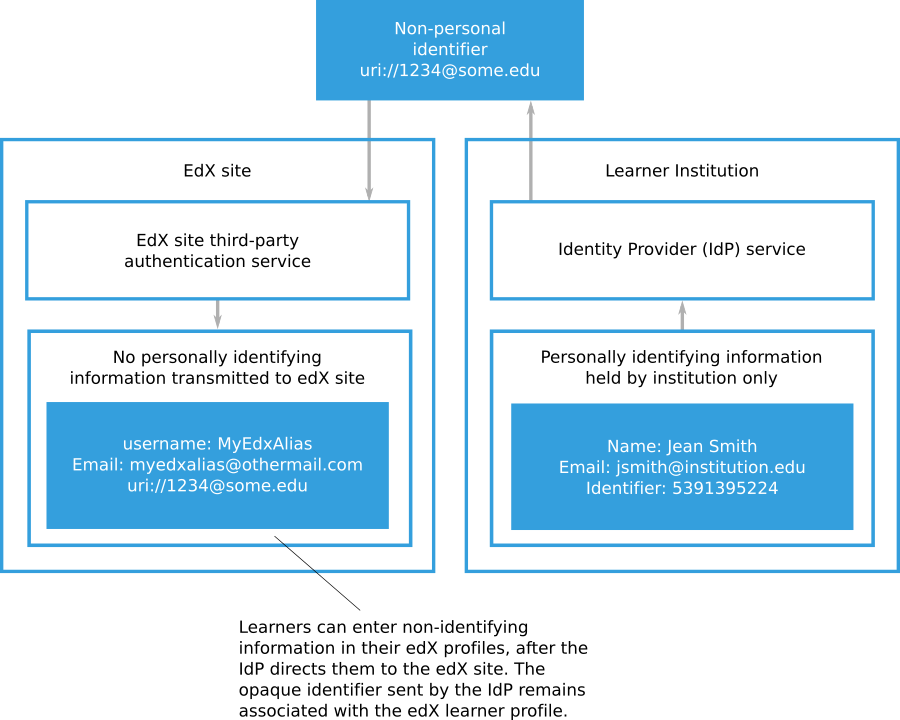 Non-personal
identifier
uri://1234@some.edu
EdX site
EdX site third-party
authentication service
No personally identifying
information transmitted to edX site
username: MyEdxAlias
Email: myedxalias@othermail.com
uri://1234@some.edu
Learner Institution
Identity Provider (IdP) service
Personally identifying information
held by institution only
Name: Jean Smith
Email: jsmith@institution.edu
Identifier: 5391395224
Learners can enter non-identifying
information in their edX profiles, after the
IdP directs them to the edX site. The
opaque identifier sent by the IdP remains
associated with the edX learner profile.